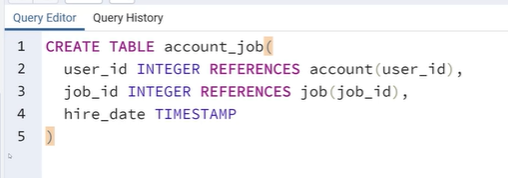 Query Editor Query History
1 CREATE TABLE account_job(
2 user_id INTEGER REFERENCES account(user_id),
3 job_id INTEGER REFERENCES job(job_id),
4 hire_date TIMESTAMP
5 )